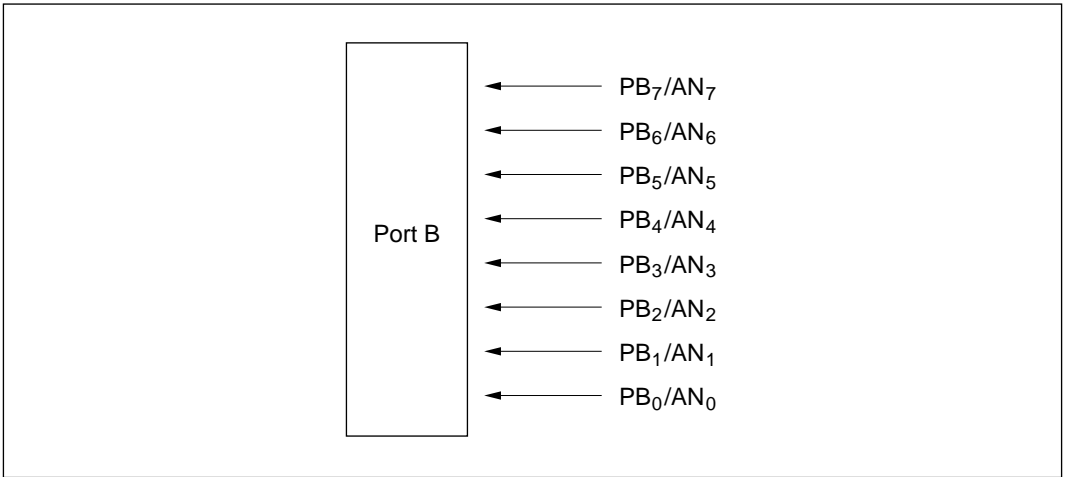 PB₇/AN₇
PB₆/AN₆
PB₅/AN₅
PB₄/AN₄
Port B
PB₃/AN₃
PB₂/AN₂
PB₁/AN₁
PB₀/AN₀